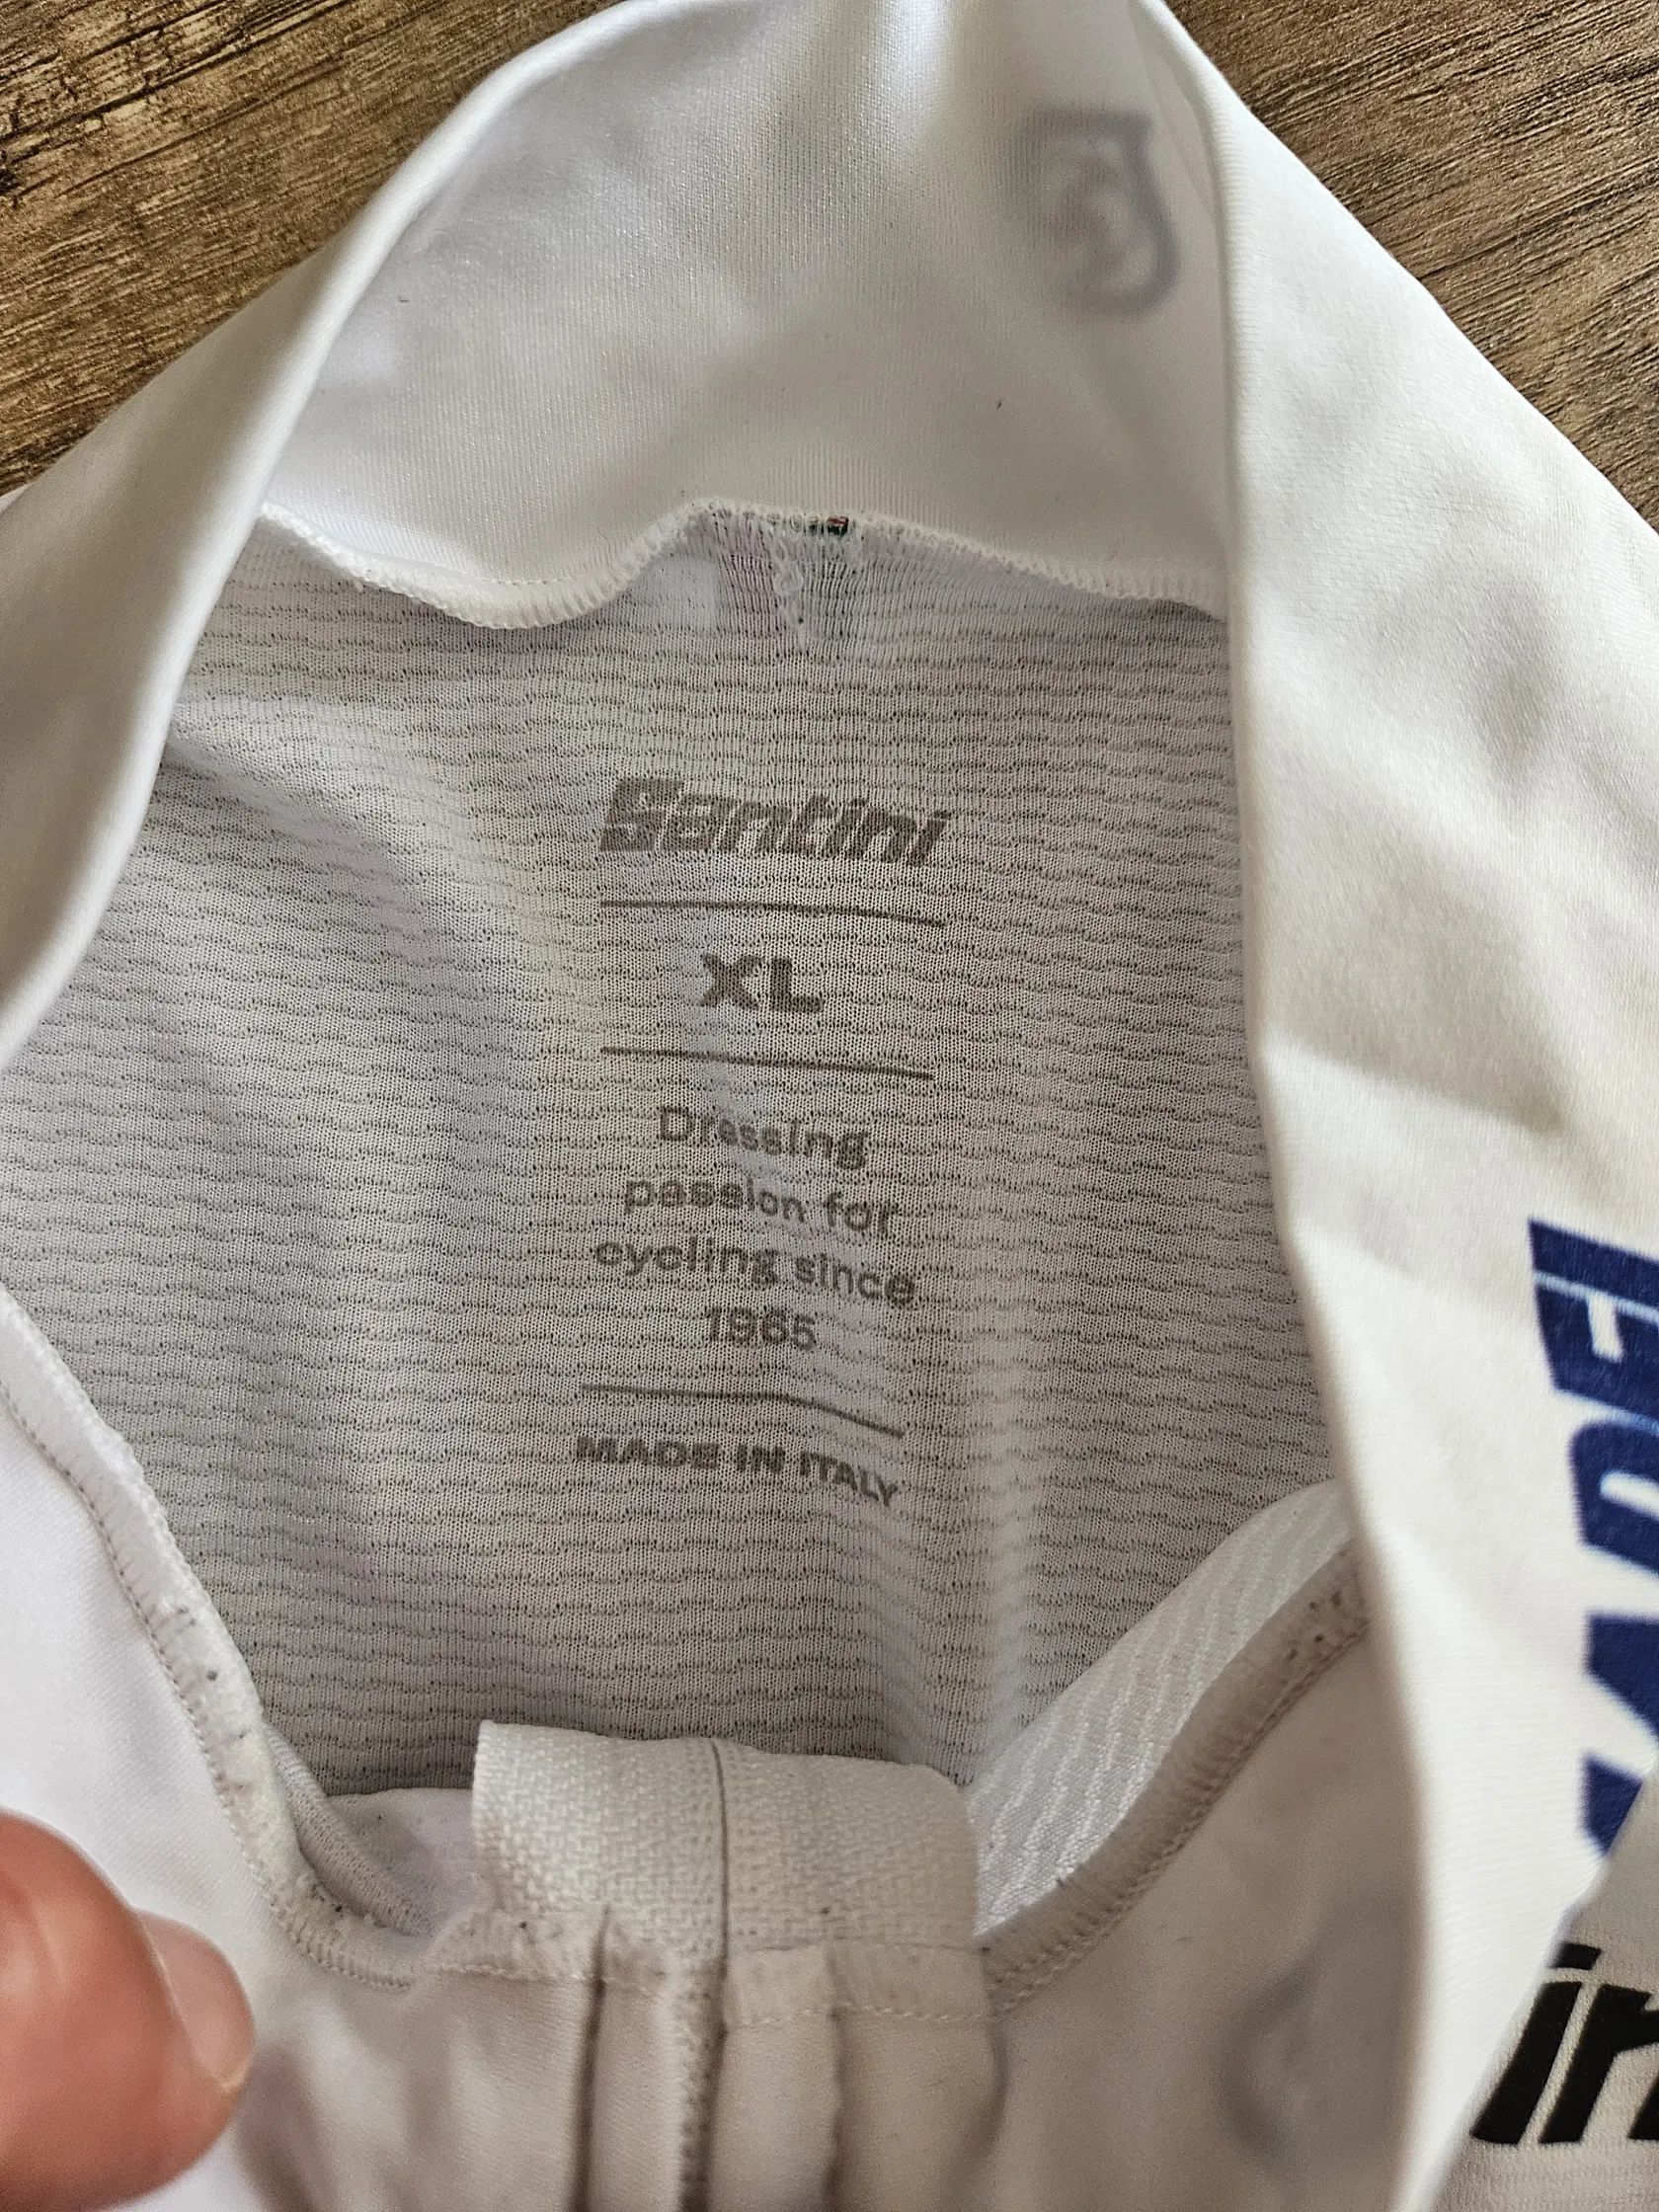 Santini
XL
Dressing
passion for
cycling since
1965
MADE IN ITALY